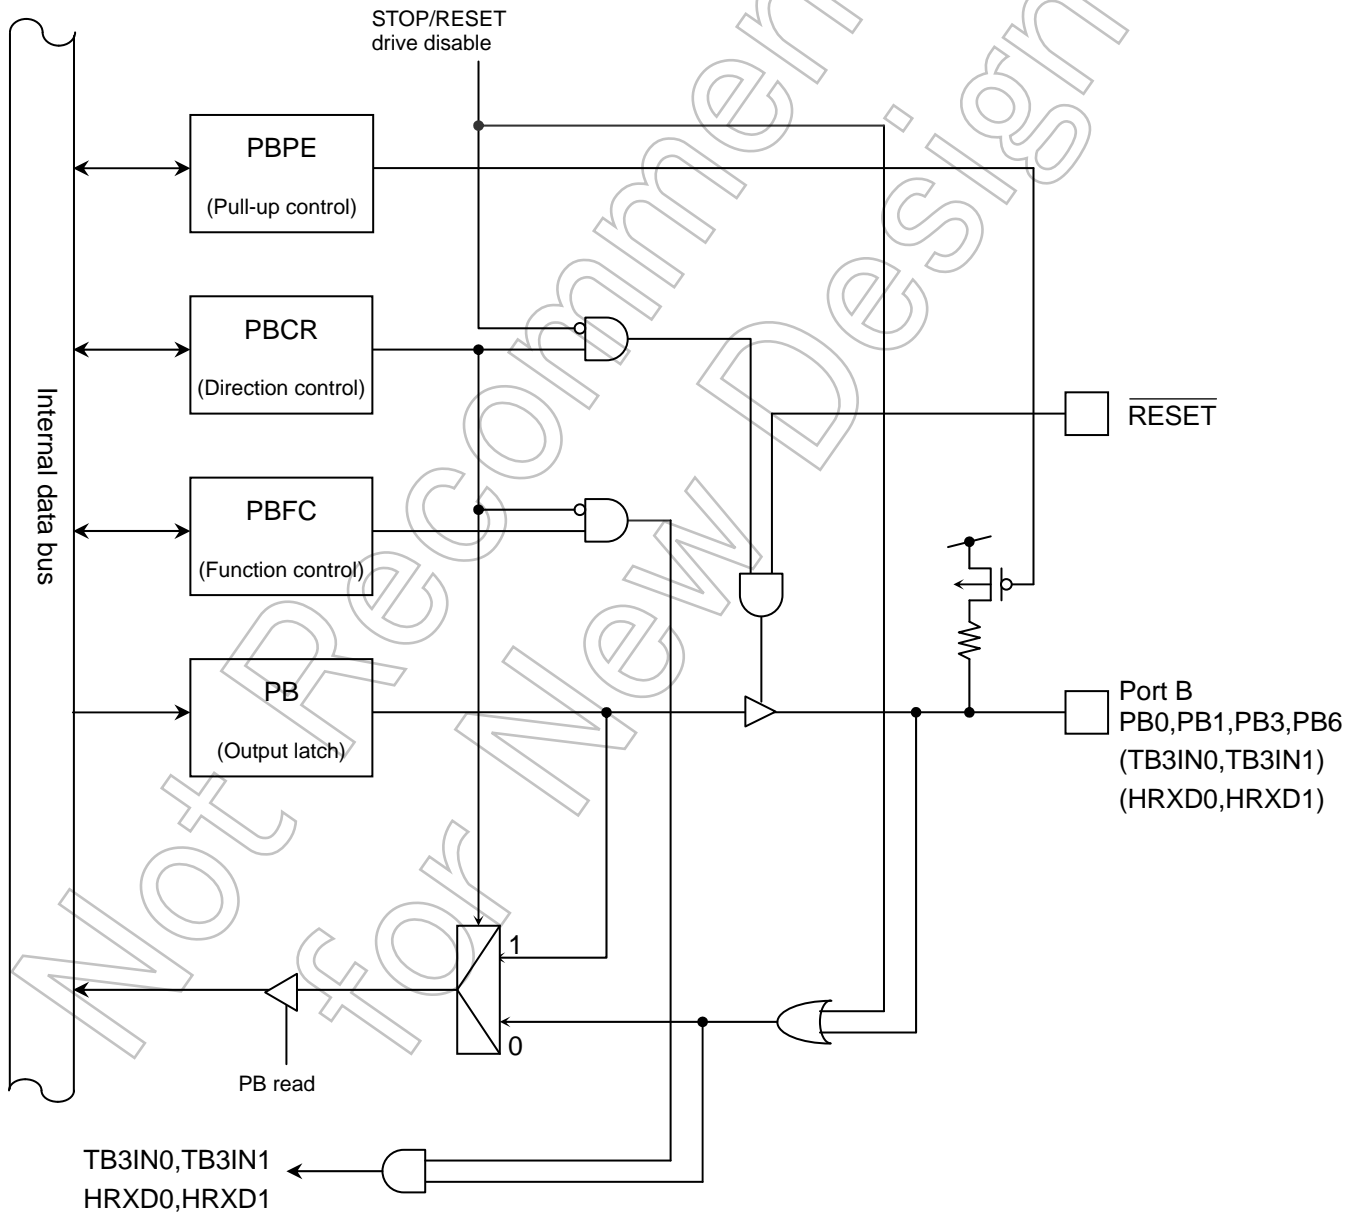 STOP/RESET
drive disable
PBPE
(Pull-up control)
PBCR
(Direction control)
RESET
Internal data bus
PBFC
(Function control)
PB
(Output latch)
Port B
PB0,PB1,PB3,PB6
(TB3IN0,TB3IN1)
(HRXD0,HRXD1)
1
0
PB read
TB3IN0,TB3IN1
HRXD0,HRXD1
Not Recommen
for New Design